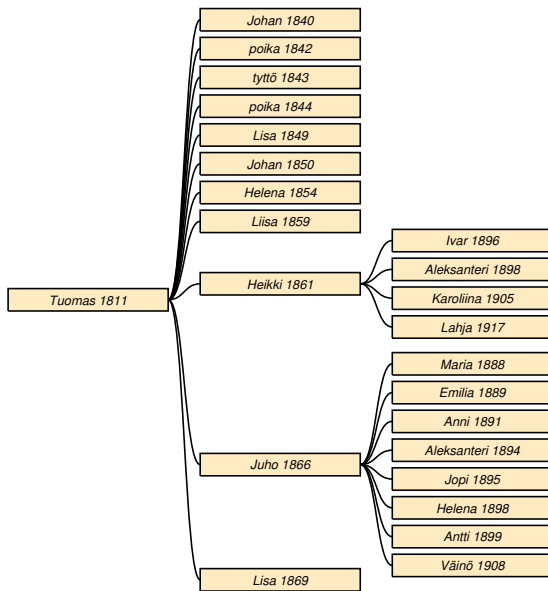 Johan 1840
poika 1842
tyttö 1843
poika 1844
Lisa 1849
Johan 1850
Helena 1854
Liisa 1859
Ivar 1896
Aleksanteri 1898
Tuomas 1811
Heikki 1861
Karoliina 1905
Lahja 1917
Maria 1888
Emilia 1889
Anni 1891
Aleksanteri 1894
Juho 1866
Jopi 1895
Helena 1898
Antti 1899
Väinö 1908
Lisa 1869